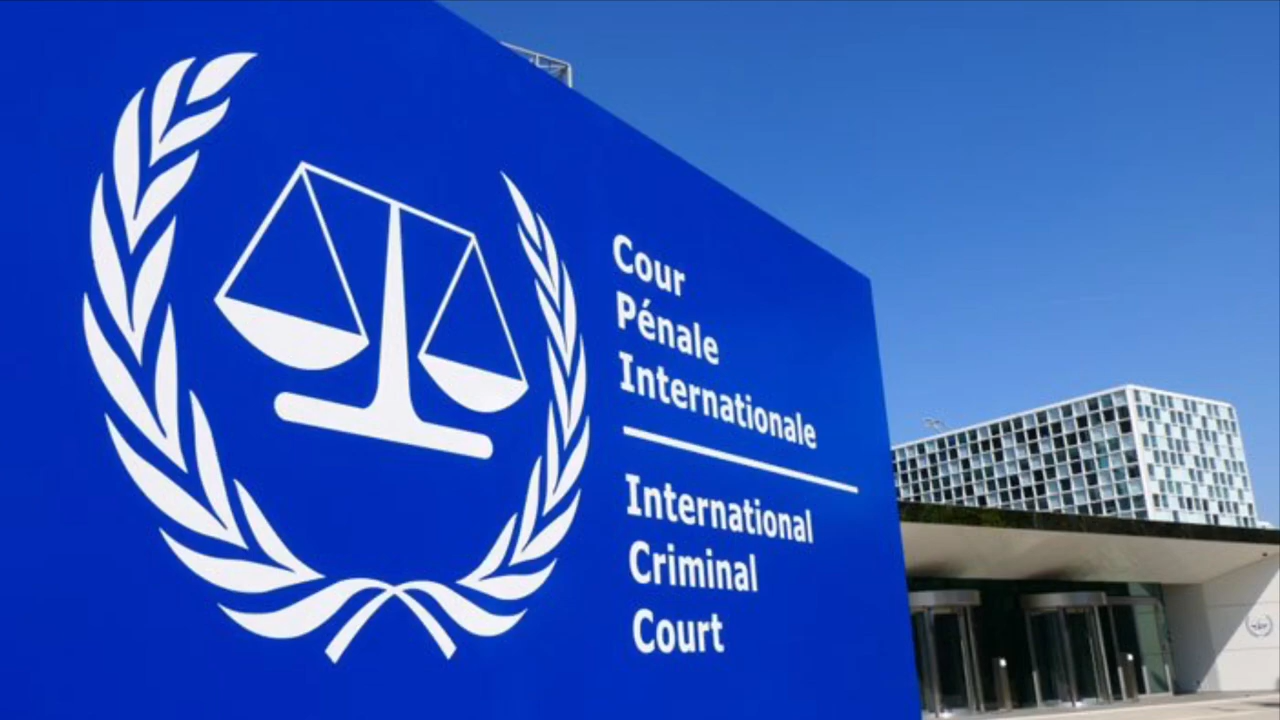 Cour
Pénale
Internationale
International
Criminal
Court